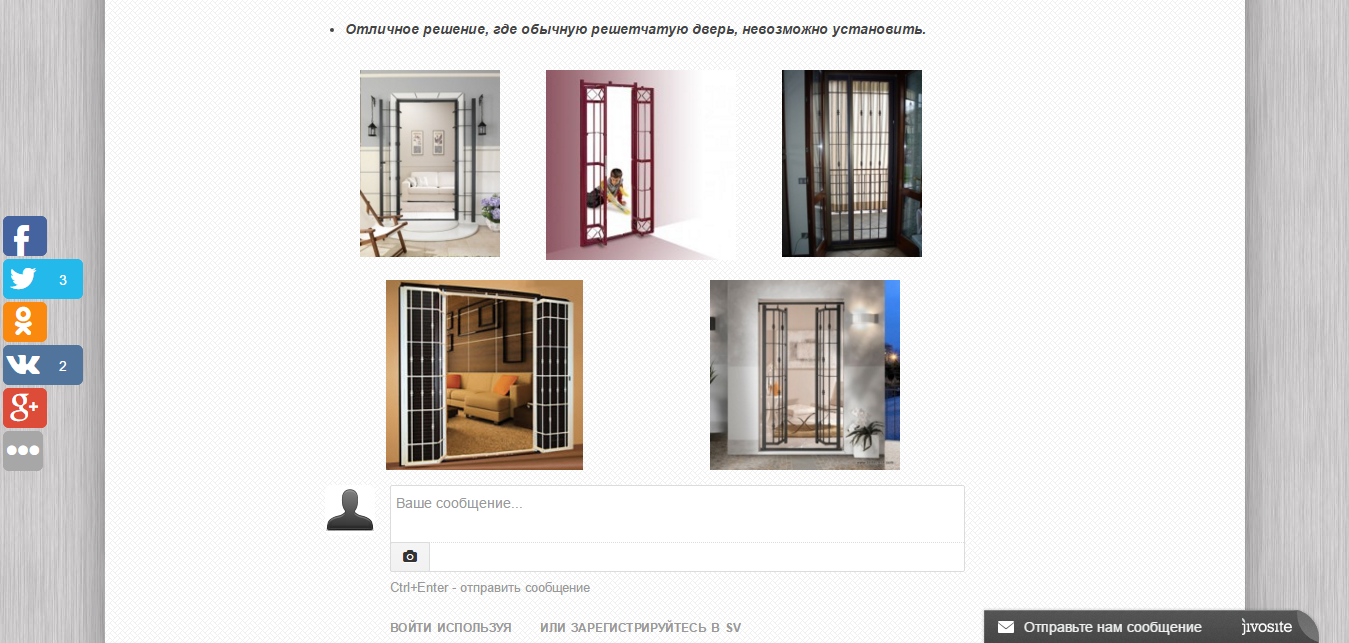 Отличное решение, где обычную решетчатую дверь, невозможно установить.
3
2
Ваше сообщение...
Ctrl+Enter - отправить сообщение
ВОЙТИ ИСПОЛЬЗУЯ
ИЛИ ЗАРЕГИСТРИРУЙТЕСЬ В SV
Отправьте нам сообщение
jivosite